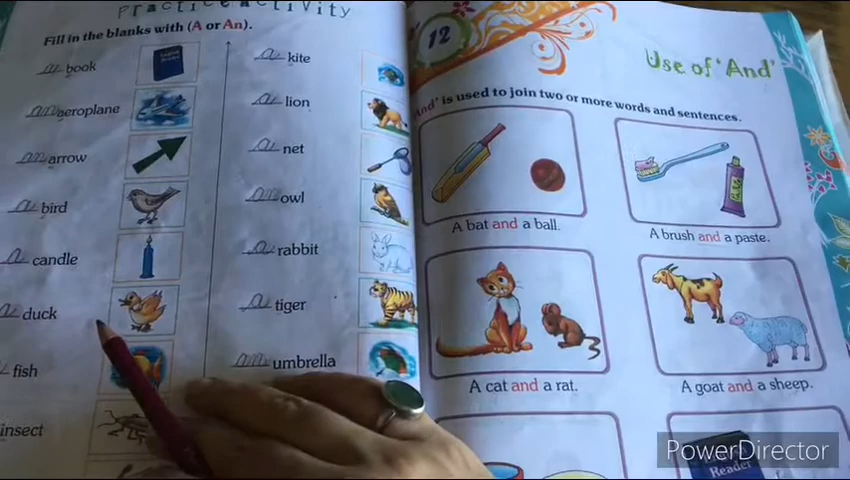 Practice activity
Fill in the blanks with (A or An).
a book
an aeroplane
an arrow
a bird
a candle
a duck
a fish
insect
a kite
a lion
a net
an owl
a rabbit
a tiger
an umbrella
12
Use of 'And'
And' is used to join two or more words and sentences.
A bat and a ball.
A brush and a paste.
A cat and a rat.
A goat and a sheep.
Reader
PowerDirector